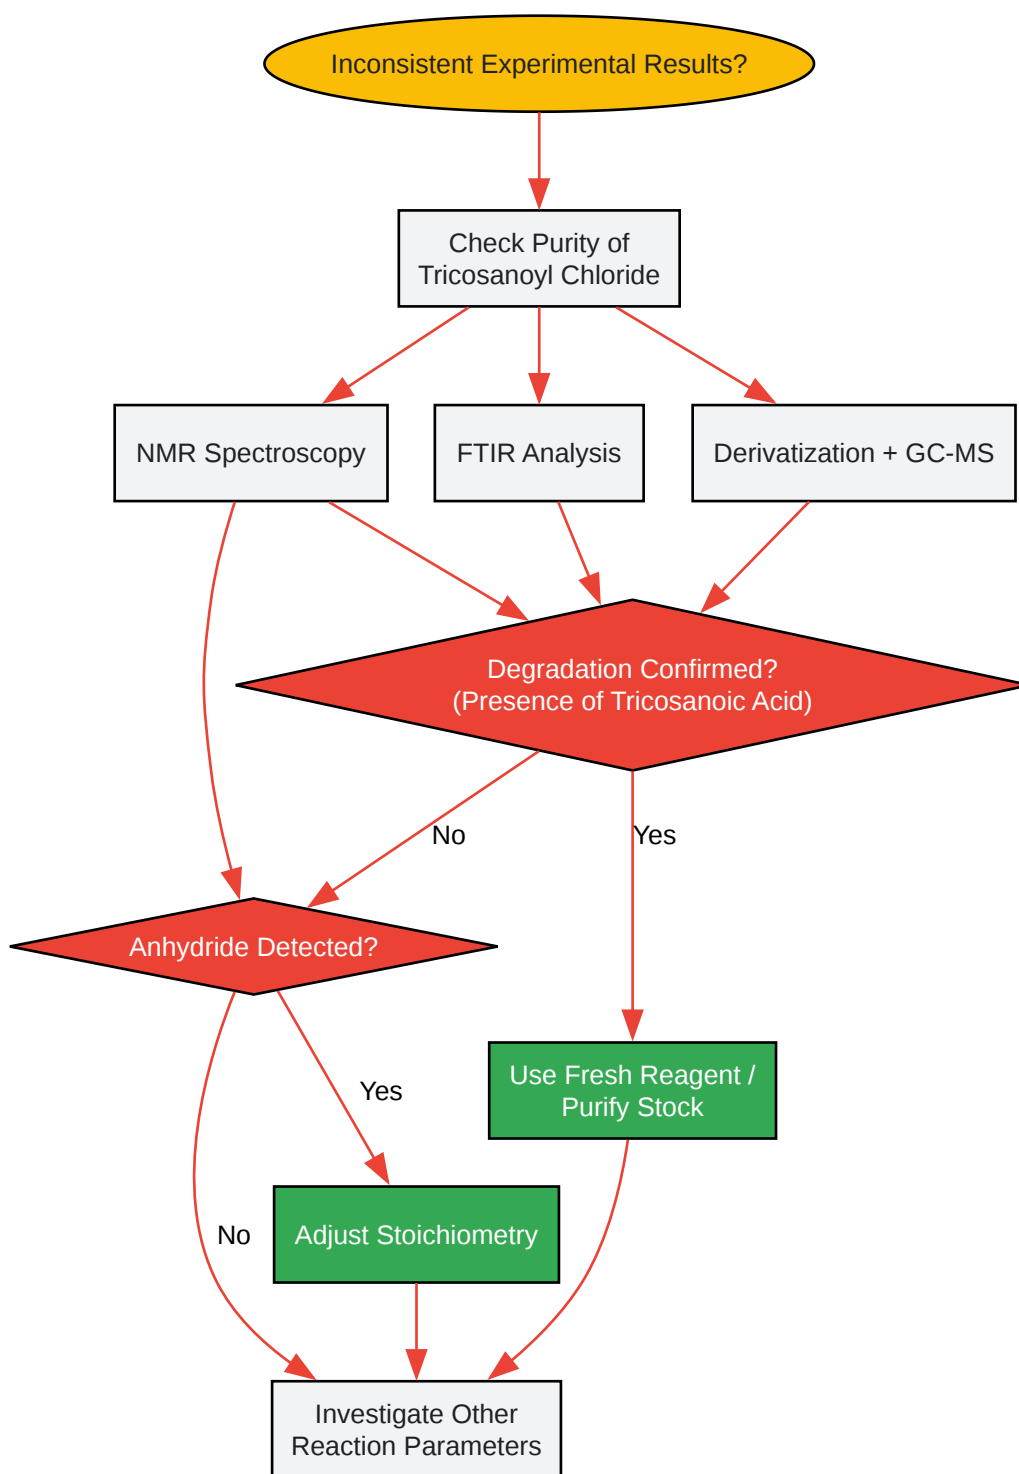 Inconsistent Experimental Results?
Check Purity of
Tricosanoyl Chloride
NMR Spectroscopy
FTIR Analysis
Derivatization + GC-MS
Degradation Confirmed?
(Presence of Tricosanoic Acid)
No
Yes
Anhydride Detected?
Use Fresh Reagent /
Purify Stock
Yes
Adjust Stoichiometry
No
Investigate Other
Reaction Parameters